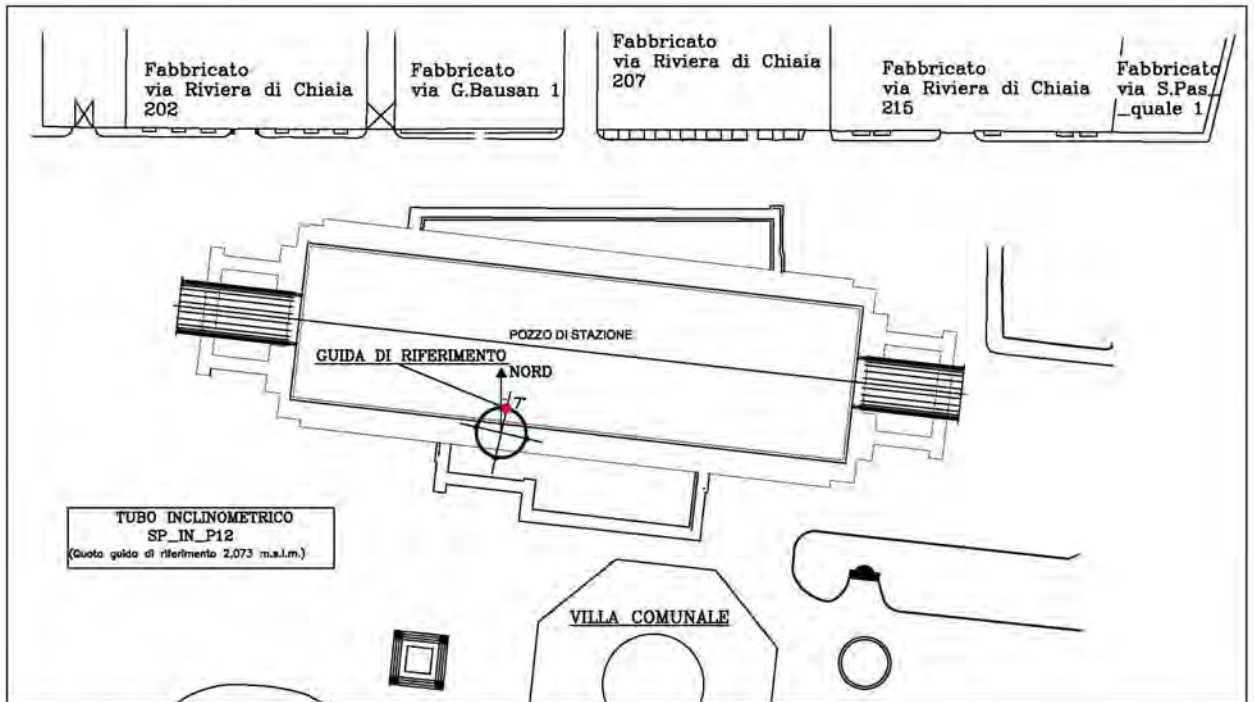 Fabbricato
via Riviera di Chiaia
202
Fabbricato
via G.Bausan 1
Fabbricato
via Riviera di Chiaia
207
Fabbricato
via Riviera di Chiaia
215
Fabbricato
via S.Pas_
_quale 1
POZZO DI STAZIONE
GUIDA DI RIFERIMENTO
NORD
7°
TUBO INCLINOMETRICO
SP_IN_P12
(Quota guida di riferimento 2,073 m.s.l.m.)
VILLA COMUNALE